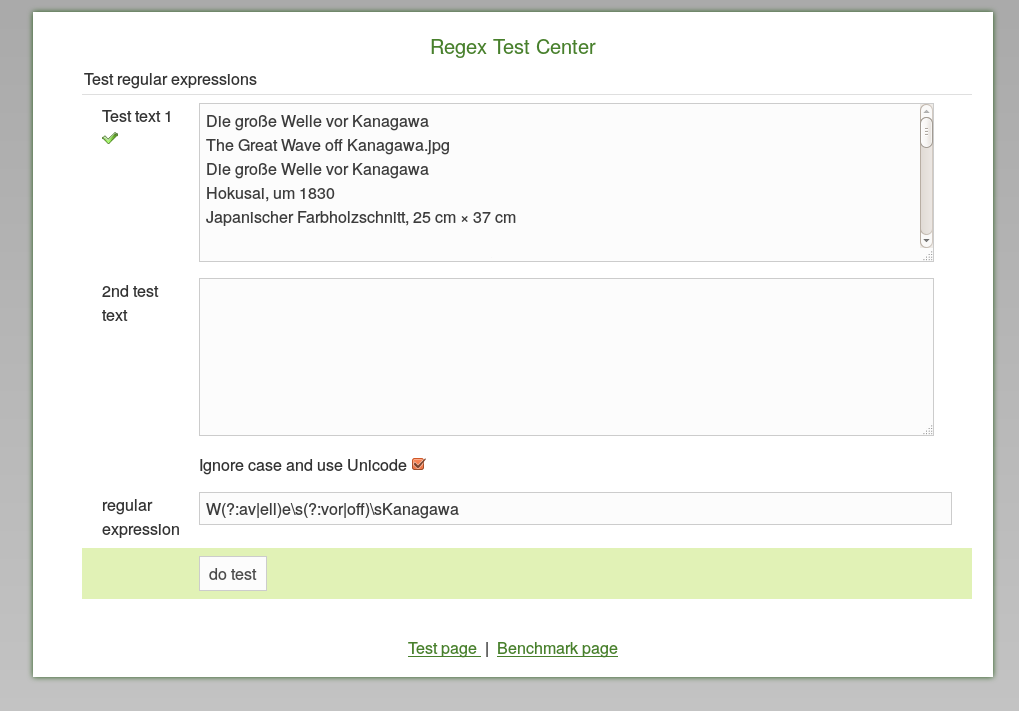 Regex Test Center
Test regular expressions
Test text 1
Die große Welle vor Kanagawa
The Great Wave off Kanagawa.jpg
Die große Welle vor Kanagawa
Hokusai, um 1830
Japanischer Farbholzschnitt, 25 cm × 37 cm
2nd test
text
Ignore case and use Unicode
regular
expression
W(?:av|ell)e\s(?:vor|off)\sKanagawa
do test
Test page | Benchmark page